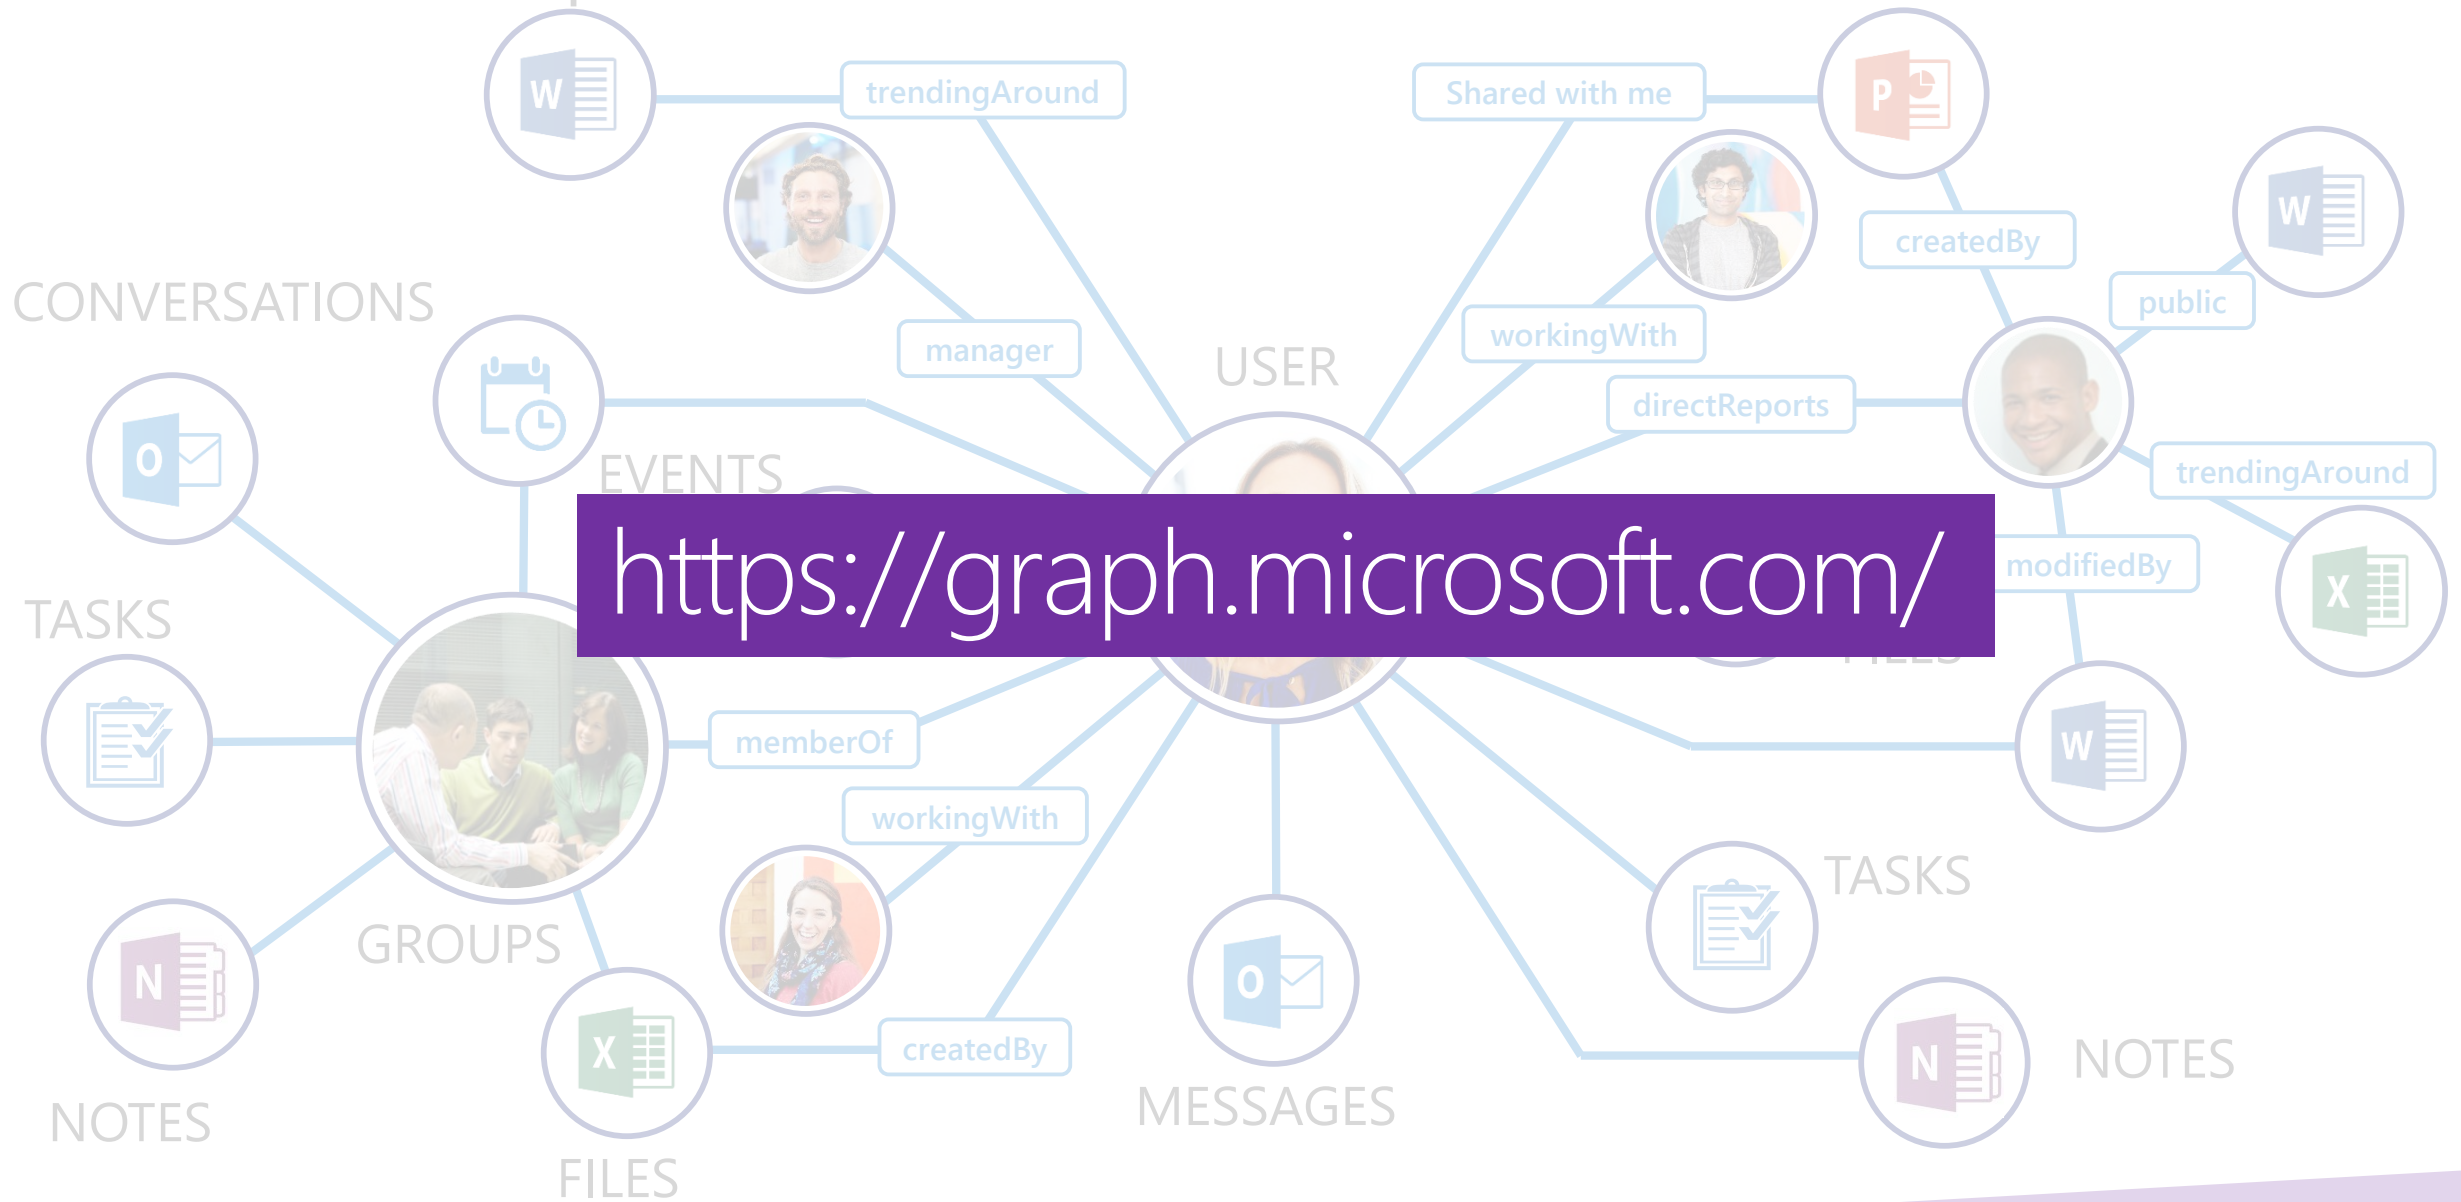 W
trendingAround
Shared with me
P
createdBy
W
public
CONVERSATIONS
manager
workingWith
USER
directReports
O
EVENTS
trendingAround
https://graph.microsoft.com/
modifiedBy
X
TASKS
FILES
memberOf
W
workingWith
TASKS
GROUPS
N
O
createdBy
X
N
NOTES
MESSAGES
NOTES
FILES